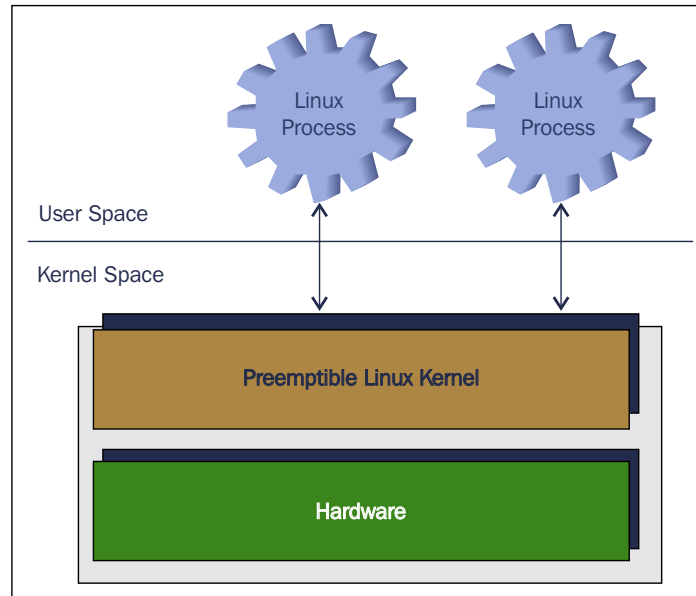 Linux
Process
Linux
Process
User Space
Kernel Space
Preemptible Linux Kernel
Hardware